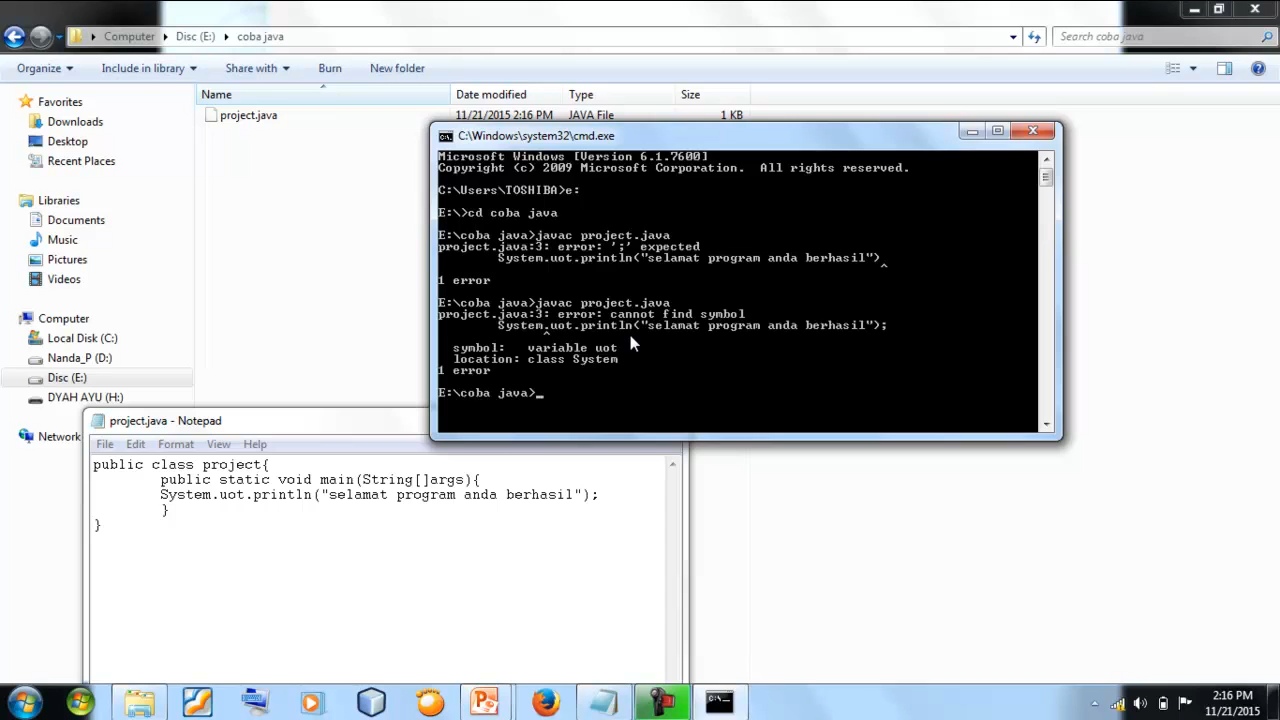 Computer ▸ Disc (E:) ▸ coba java
Search coba java
Organize
Include in library
Share with
Burn
New folder
Name
Date modified
Type
Size
Favorites
Downloads
Desktop
Recent Places
Libraries
Documents
Music
Pictures
Videos
Computer
Local Disk (C:)
Nanda_P (D:)
Disc (E:)
DYAH AYU (H:)
Network
project.java
11/21/2015 2:16 PM
JAVA File
1 KB
C:\Windows\system32\cmd.exe
Microsoft Windows [Version 6.1.7600]
Copyright (c) 2009 Microsoft Corporation.  All rights reserved.
C:\Users\TOSHIBA>e:
E:\>cd coba java
E:\coba java>javac project.java
project.java:3: error: ';' expected
        System.uot.println("selamat program anda berhasil")
^
1 error
E:\coba java>javac project.java
project.java:3: error: cannot find symbol
        System.uot.println("selamat program anda berhasil");
^
  symbol:   variable uot
  location: class System
1 error
E:\coba java>_
project.java - Notepad
File Edit Format View Help
public class project{
        public static void main(String[]args){
        System.uot.println("selamat program anda berhasil");
        }
}
2:16 PM
11/21/2015